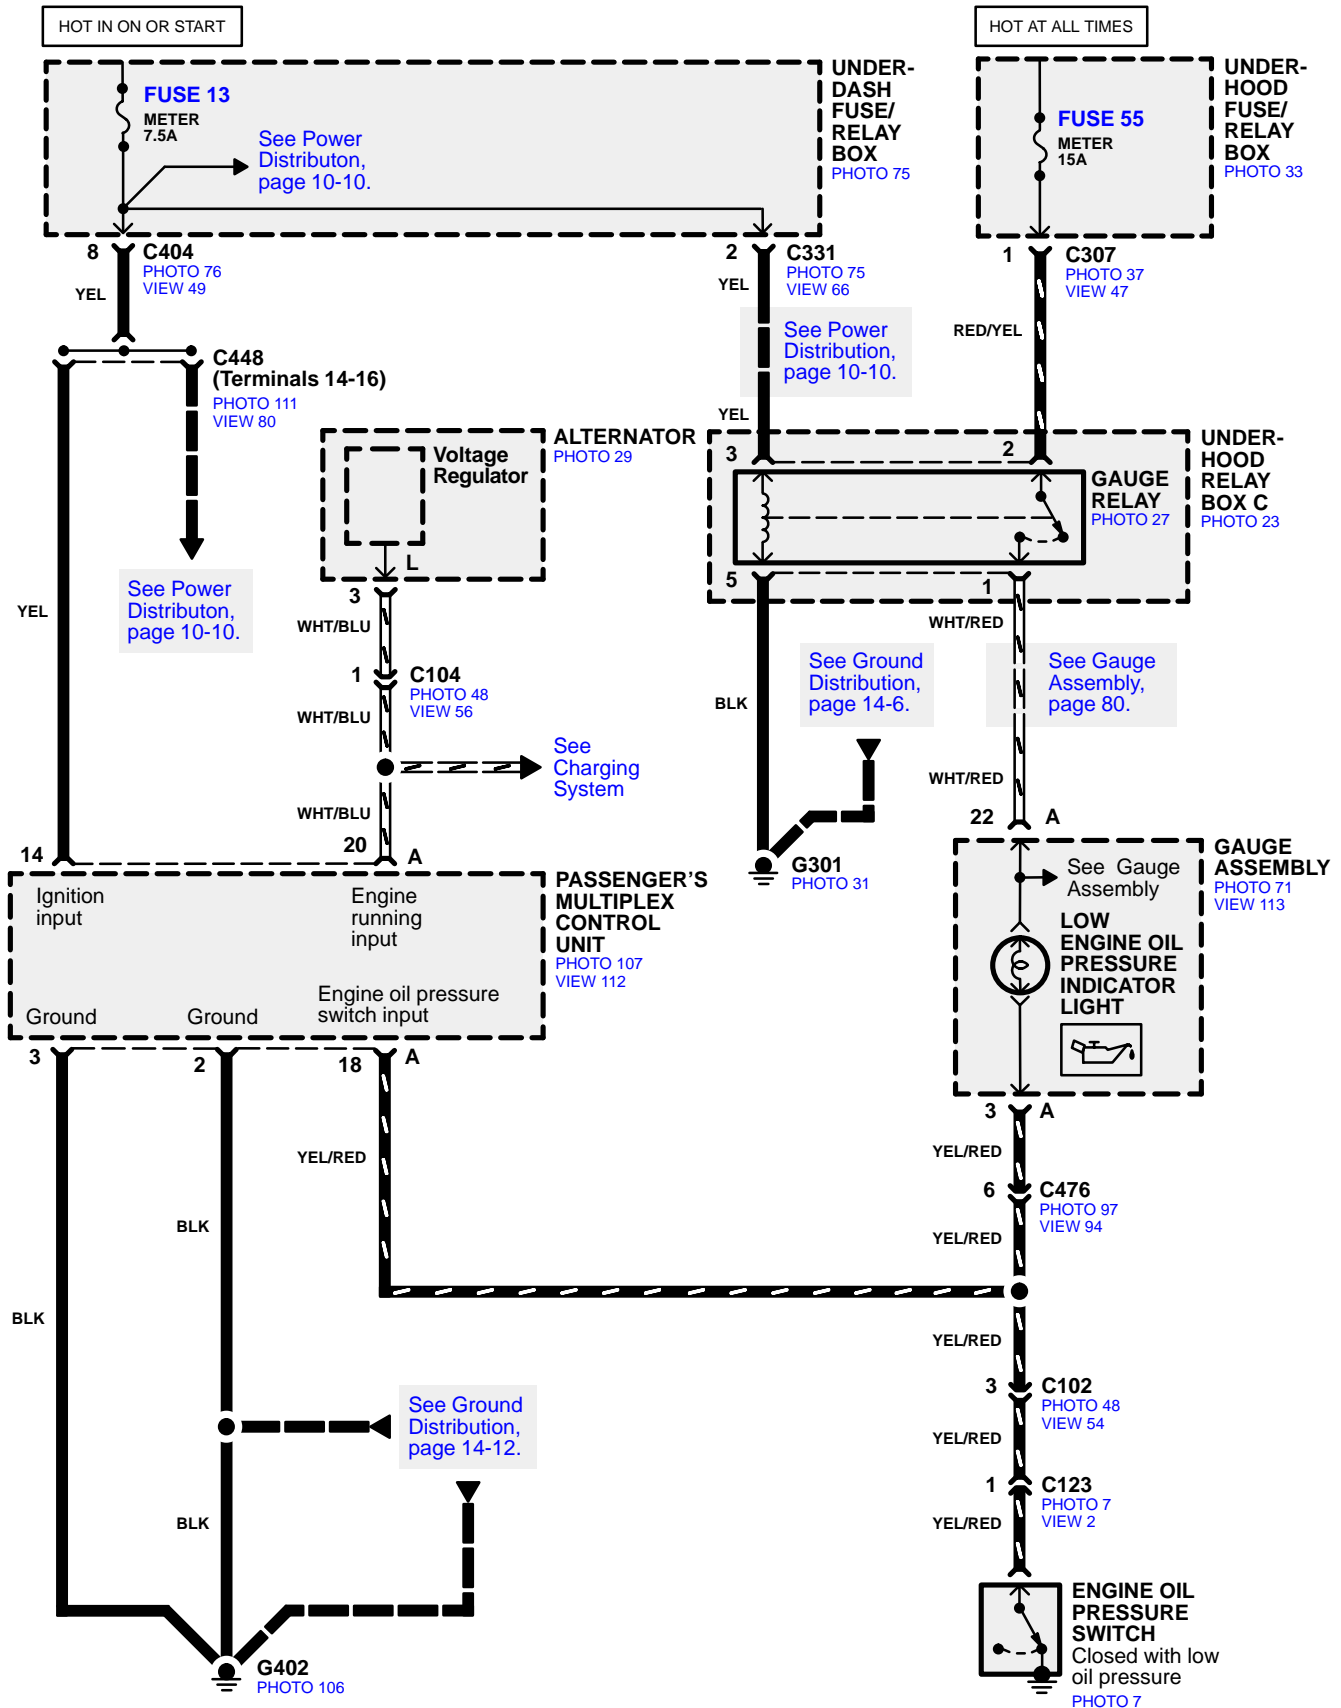 HOT IN ON OR START
HOT AT ALL TIMES
FUSE 13
METER
7.5A
See Power
Distributon,
page 10-10.
UNDER-
DASH
FUSE/
RELAY
BOX
PHOTO 75
FUSE 55
METER
15A
UNDER-
HOOD
FUSE/
RELAY
BOX
PHOTO 33
8
C404
PHOTO 76
VIEW 49
YEL
2
C331
PHOTO 75
VIEW 66
YEL
1
C307
PHOTO 37
VIEW 47
RED/YEL
See Power
Distribution,
page 10-10.
YEL
C448
(Terminals 14-16)
PHOTO 111
VIEW 80
YEL
See Power
Distributon,
page 10-10.
Voltage
Regulator
L
ALTERNATOR
PHOTO 29
3
WHT/BLU
1
C104
PHOTO 48
VIEW 56
WHT/BLU
See
Charging
System
WHT/BLU
3
2
GAUGE
RELAY
PHOTO 27
UNDER-
HOOD
RELAY
BOX C
PHOTO 23
5
1
WHT/RED
BLK
See Ground
Distribution,
page 14-6.
See Gauge
Assembly,
page 80.
WHT/RED
G301
PHOTO 31
22
A
14
20
A
Ignition
input
Engine
running
input
Engine oil pressure
switch input
Ground
Ground
PASSENGER'S
MULTIPLEX
CONTROL
UNIT
PHOTO 107
VIEW 112
See Gauge
Assembly
LOW
ENGINE OIL
PRESSURE
INDICATOR
LIGHT
GAUGE
ASSEMBLY
PHOTO 71
VIEW 113
3
2
18
A
YEL/RED
BLK
BLK
3
A
YEL/RED
6
C476
PHOTO 97
VIEW 94
YEL/RED
YEL/RED
3
C102
PHOTO 48
VIEW 54
YEL/RED
1
C123
PHOTO 7
VIEW 2
YEL/RED
See Ground
Distribution,
page 14-12.
BLK
G402
PHOTO 106
ENGINE OIL
PRESSURE
SWITCH
Closed with low
oil pressure
PHOTO 7